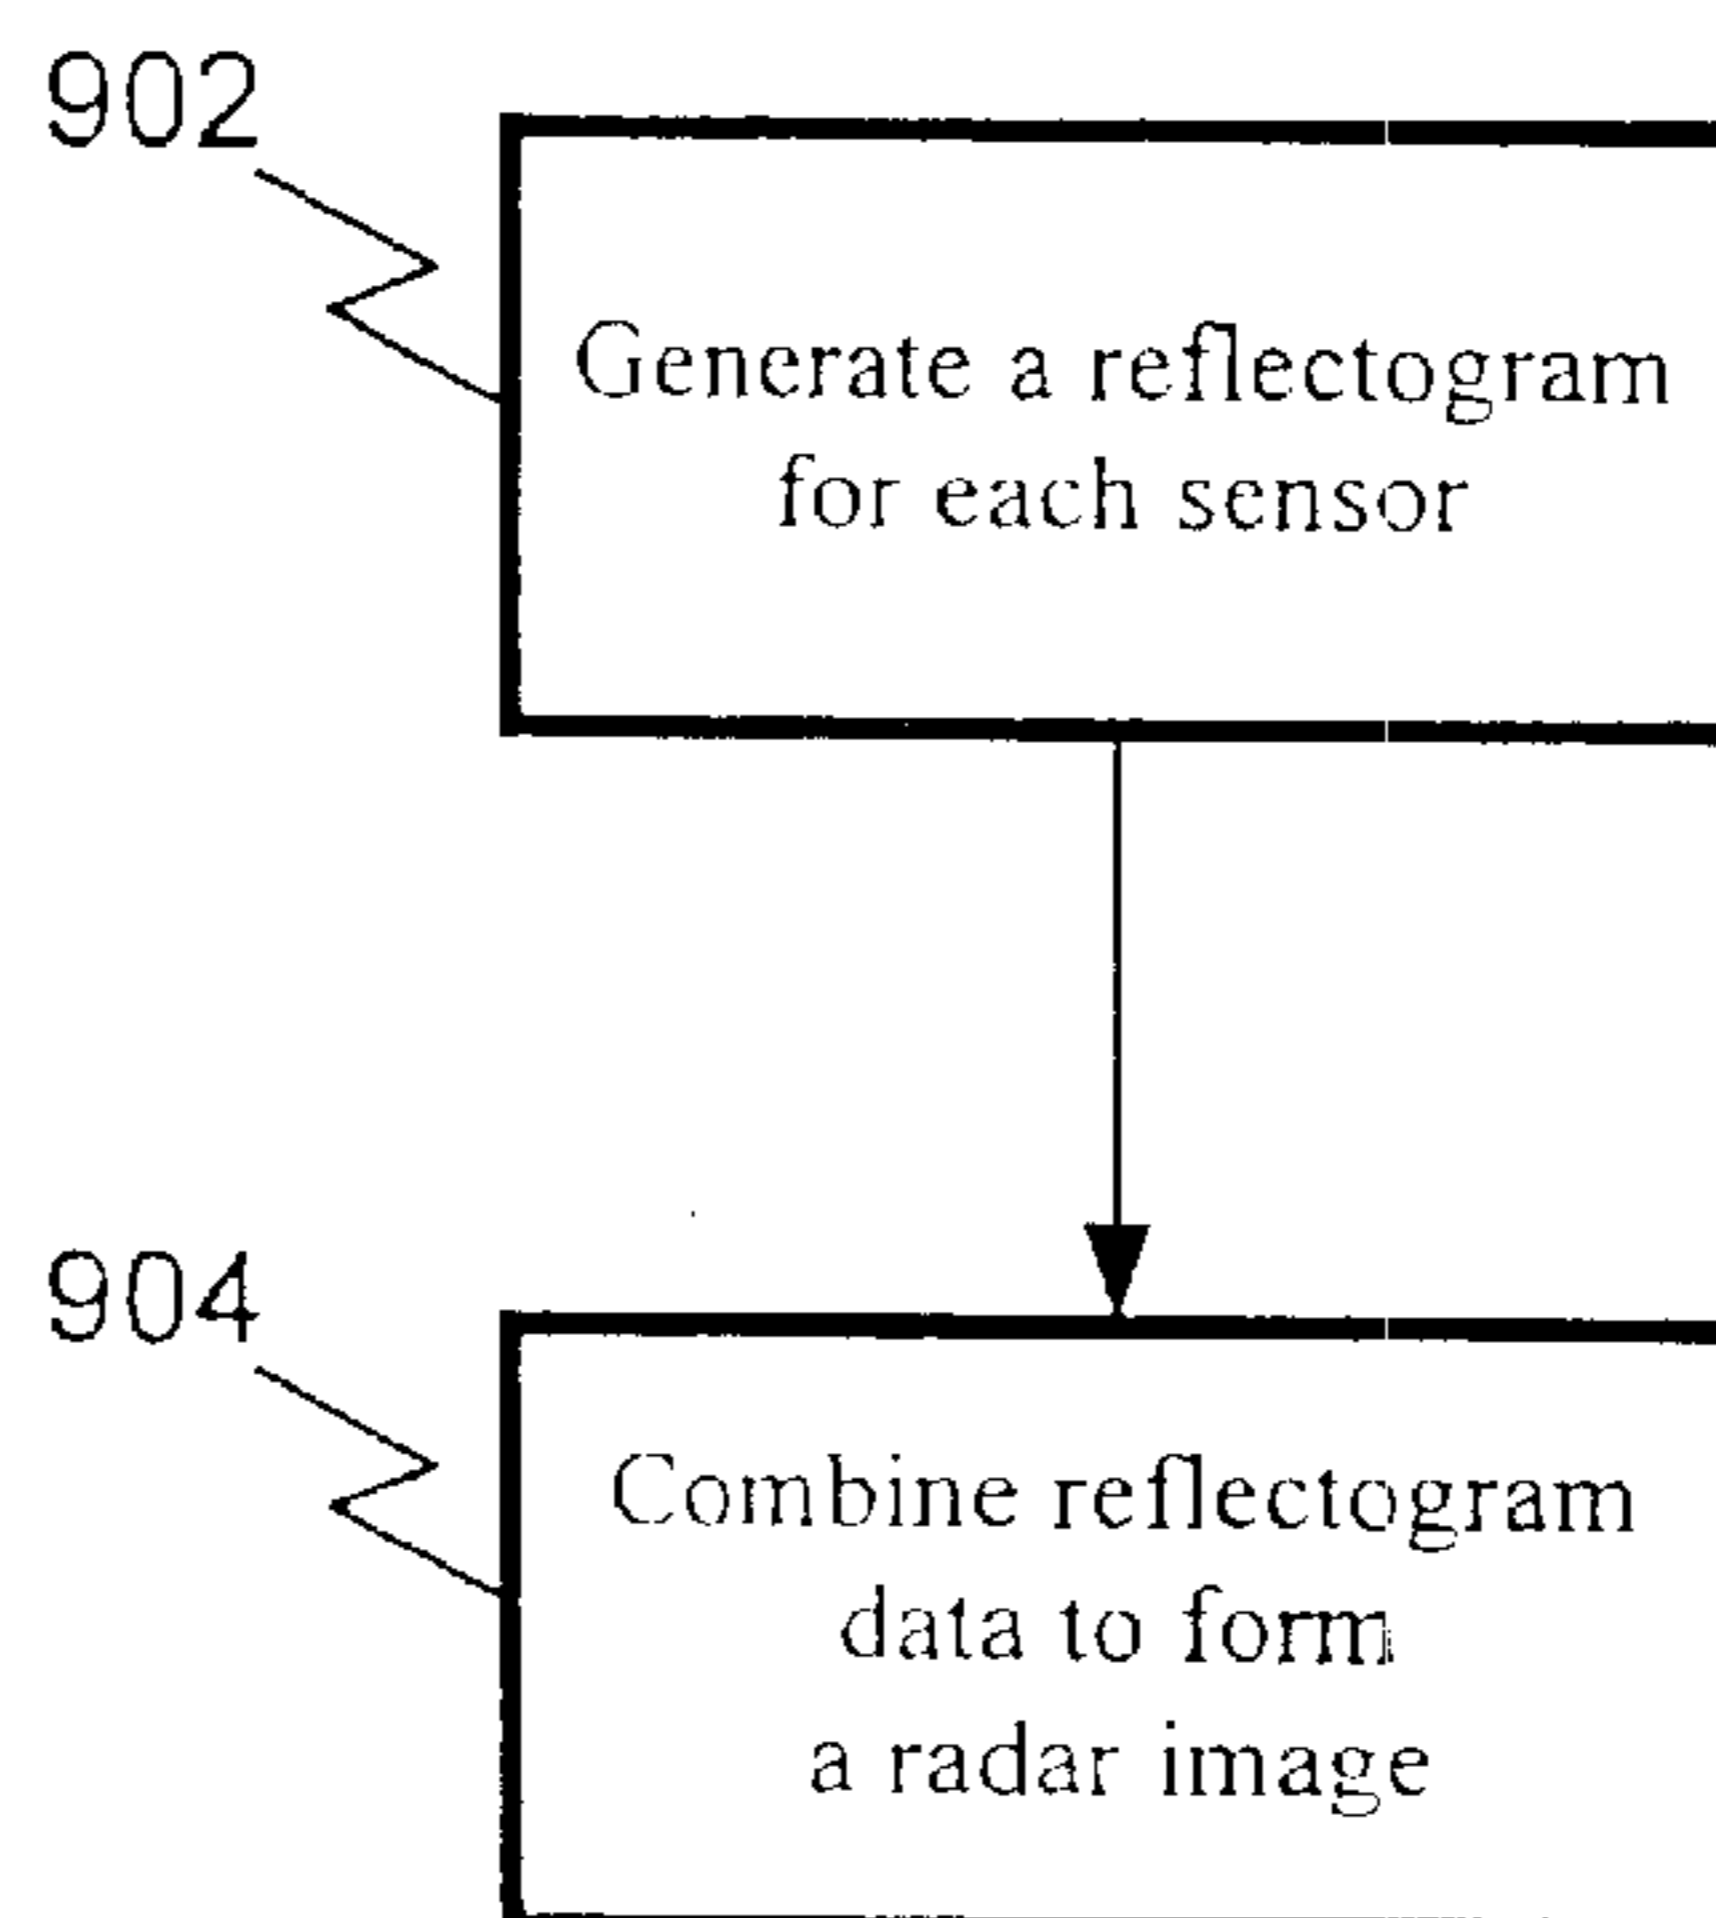 902
Generate a reflectogram
for each sensor
904
Combine reflectogram
data to form
a radar image